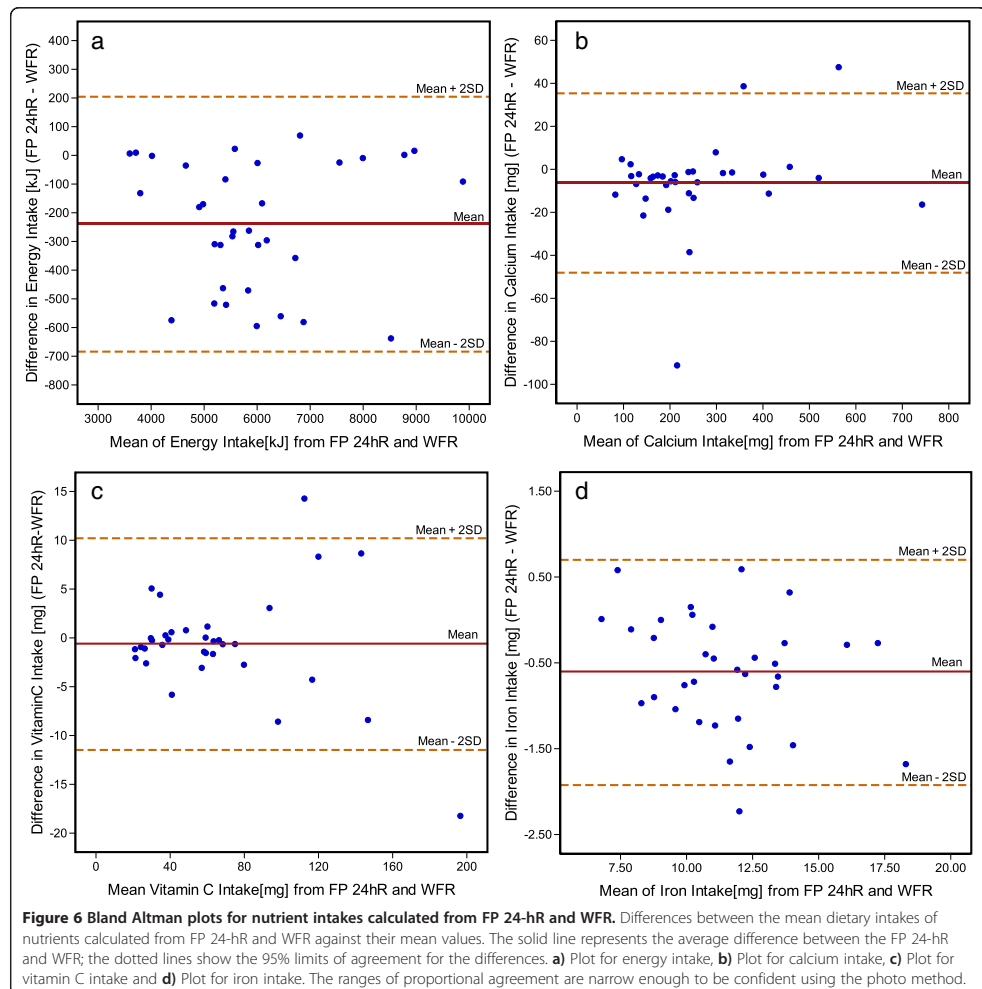 a
Difference in Energy Intake [kJ] (FP 24hR - WFR)
400
300
200
100
0
-100
-200
-300
-400
-500
-600
-700
-800
Mean + 2SD
Mean
Mean - 2SD
3000 4000 5000 6000 7000 8000 9000 10000
Mean of Energy Intake[kJ] from FP 24hR and WFR
b
Difference in Calcium Intake [mg] (FP 24hR - WFR)
60
40
20
0
-20
-40
-60
-80
-100
Mean + 2SD
Mean
Mean - 2SD
0 100 200 300 400 500 600 700 800
Mean of Calcium Intake[mg] from FP 24hR and WFR
c
Difference in VitaminC Intake [mg] (FP 24hR-WFR)
15
10
5
0
-5
-10
-15
-20
Mean + 2SD
Mean
Mean - 2SD
0 40 80 120 160 200
Mean Vitamin C Intake[mg] from FP 24hR and WFR
d
Difference in Iron Intake [mg] (FP 24hR - WFR)
1.50
0.50
-0.50
-1.50
-2.50
Mean + 2SD
Mean
Mean - 2SD
7.50 10.00 12.50 15.00 17.50 20.00
Mean of Iron Intake[mg] from FP 24hR and WFR
Figure 6 Bland Altman plots for nutrient intakes calculated from FP 24-hR and WFR. Differences between the mean dietary intakes of
nutrients calculated from FP 24-hR and WFR against their mean values. The solid line represents the average difference between the FP 24-hR
and WFR; the dotted lines show the 95% limits of agreement for the differences. a) Plot for energy intake, b) Plot for calcium intake, c) Plot for
vitamin C intake and d) Plot for iron intake. The ranges of proportional agreement are narrow enough to be confident using the photo method.